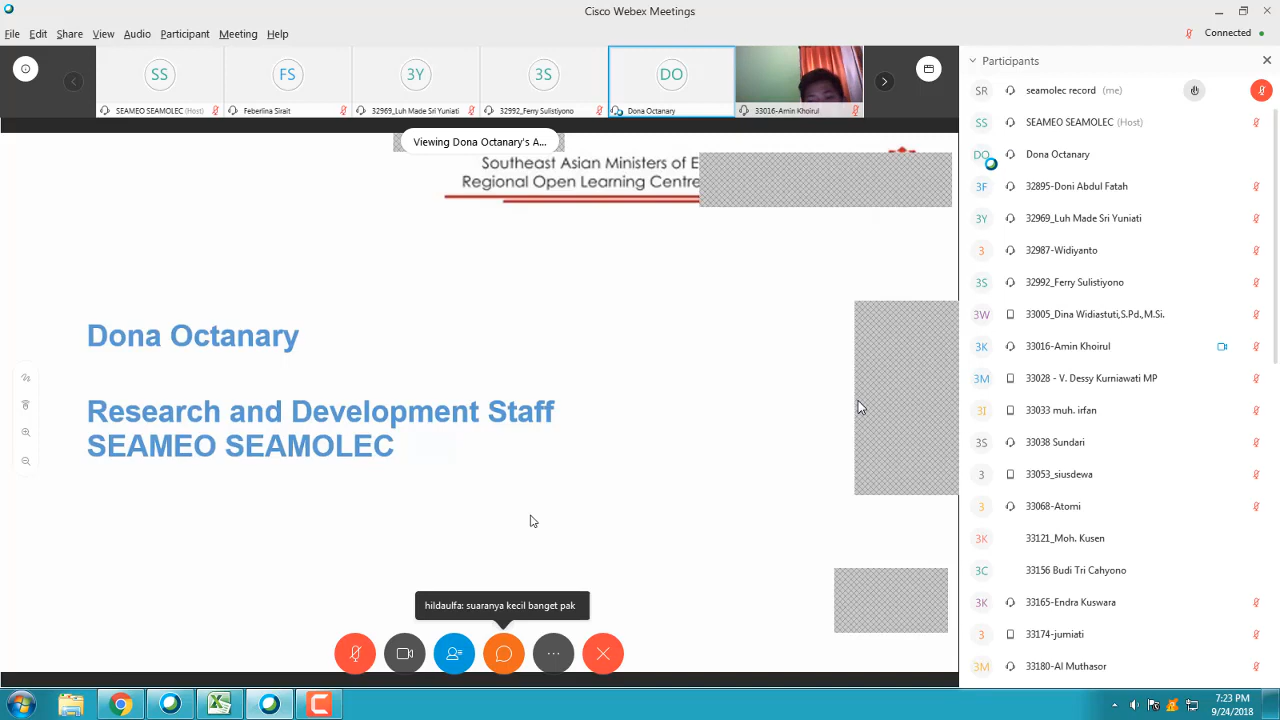 Cisco Webex Meetings
File Edit Share View Audio Participant Meeting Help
Connected
SS
FS
3Y
3S
DO
SEAMEO SEAMOLEC (Host)
Feberlina Sirait
32969_Luh Made Sri Yuniati
32992_Ferry Sulistiyono
Dona Octanary
33016-Amin Khoirul
Viewing Dona Octanary's A...
Southeast Asian Ministers of E
Regional Open Learning Centre
Dona Octanary
Research and Development Staff
SEAMEO SEAMOLEC
hildaulfa: suaranya kecil banget pak
Participants
SR seamolec record (me)
SS SEAMEO SEAMOLEC (Host)
DO Dona Octanary
3F 32895-Doni Abdul Fatah
3Y 32969_Luh Made Sri Yuniati
3 32987-Widiyanto
3S 32992_Ferry Sulistiyono
3W 33005_Dina Widiastuti,S.Pd.,M.Si.
3K 33016-Amin Khoirul
3M 33028 - V. Dessy Kurniawati MP
3I 33033 muh. irfan
3S 33038 Sundari
3 33053_siusdewa
3 33068-Atomi
3K 33121_Moh. Kusen
3C 33156 Budi Tri Cahyono
3K 33165-Endra Kuswara
3 33174-jumiati
3M 33180-Al Muthasor
7:23 PM
9/24/2018